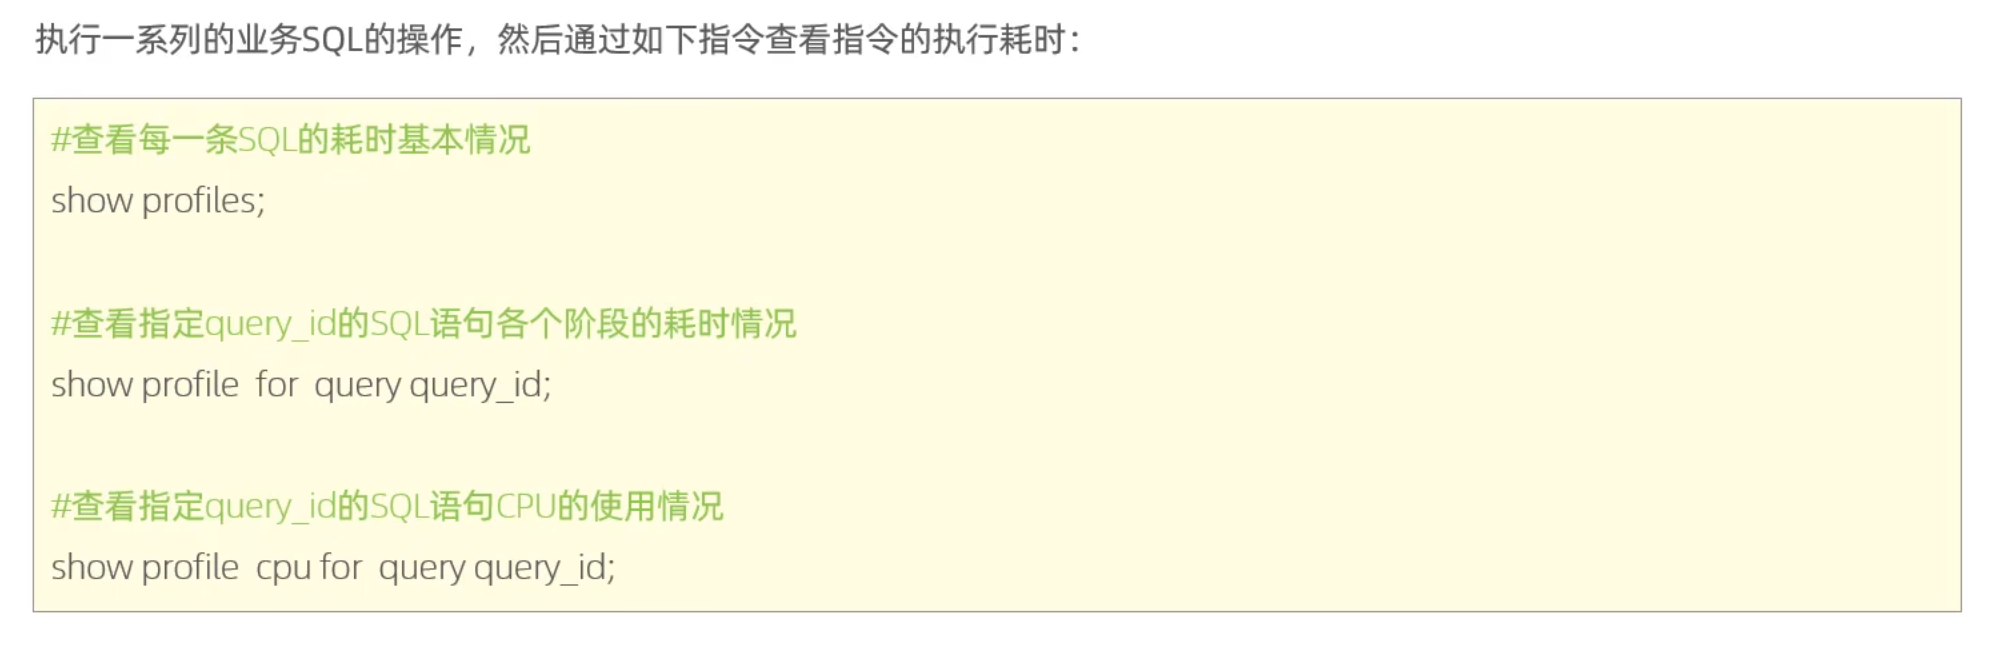 执行一系列的业务SQL的操作，然后通过如下指令查看指令的执行耗时：
#查看每一条SQL的耗时基本情况
show profiles;
#查看指定query_id的SQL语句各个阶段的耗时情况
show profile for query query_id;
#查看指定query_id的SQL语句CPU的使用情况
show profile cpu for query query_id;